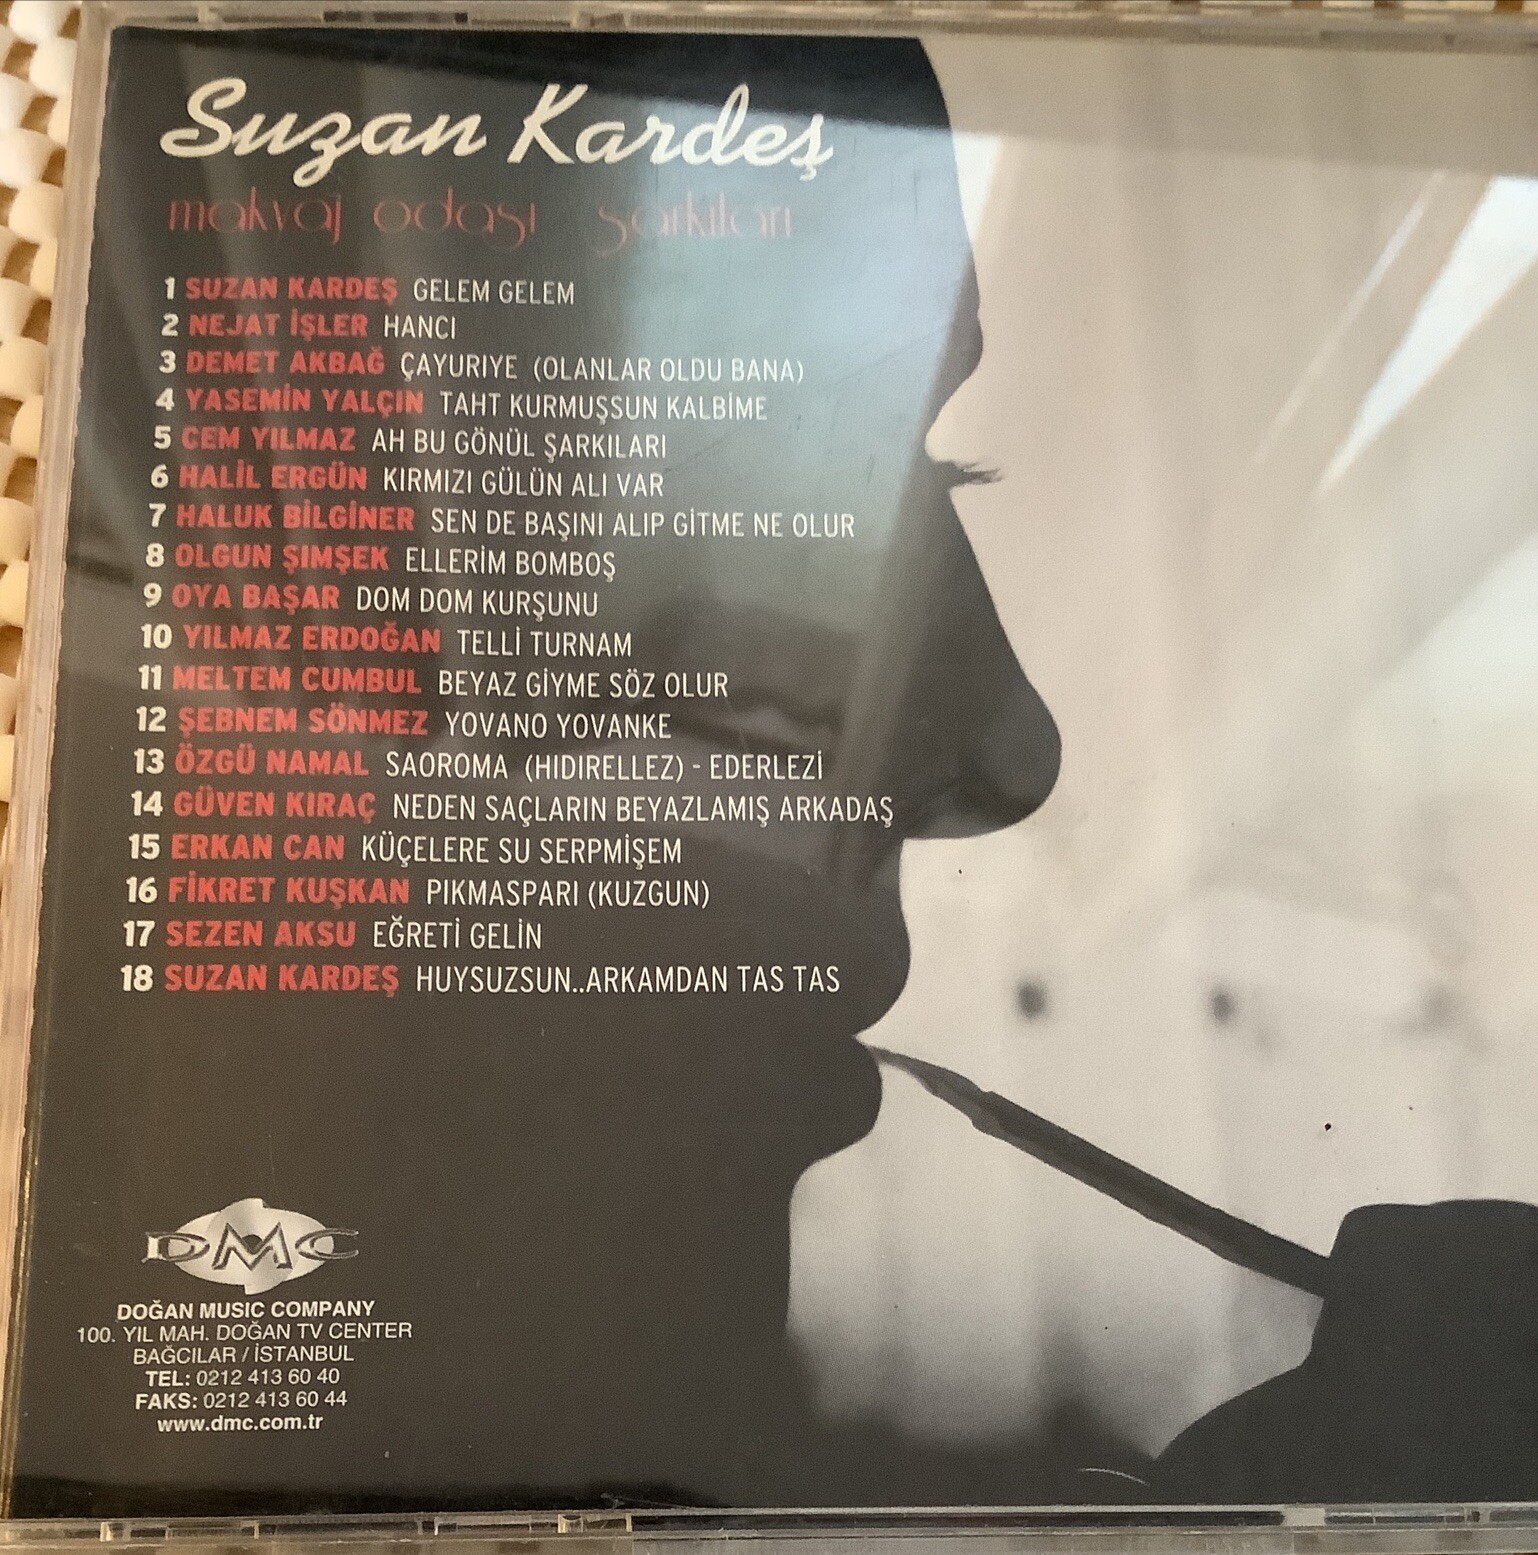 Suzan Kardeş
makyaj odası şarkıları
1 SUZAN KARDEŞ GELEM GELEM
2 NEJAT İŞLER HANCI
3 DEMET AKBAĞ ÇAYURIYE (OLANLAR OLDU BANA)
4 YASEMİN YALÇIN TAHT KURMUŞSUN KALBİME
5 CEM YILMAZ AH BU GÖNÜL ŞARKILARI
6 HALİL ERGÜN KIRMIZI GÜLÜN ALI VAR
7 HALUK BİLGİNER SEN DE BAŞINI ALIP GİTME NE OLUR
8 OLGUN ŞIMŞEK ELLERİM BOMBOŞ
9 OYA BAŞAR DOM DOM KURŞUNU
10 YILMAZ ERDOĞAN TELLİ TURNAM
11 MELTEM CUMBUL BEYAZ GİYME SÖZ OLUR
12 ŞEBNEM SÖNMEZ YOVANO YOVANKE
13 ÖZGÜ NAMAL SAOROMA (HIDIRELLEZ) - EDERLEZİ
14 GÜVEN KIRAÇ NEDEN SAÇLARIN BEYAZLAMIŞ ARKADAŞ
15 ERKAN CAN KÜÇELERE SU SERPMİŞEM
16 FİKRET KUŞKAN PIKMASPARI (KUZGUN)
17 SEZEN AKSU EĞRETİ GELİN
18 SUZAN KARDEŞ HUYSUZSUN..ARKAMDAN TAS TAS
DMC
DOĞAN MUSIC COMPANY
100. YIL MAH. DOĞAN TV CENTER
BAĞCILAR / İSTANBUL
TEL: 0212 413 60 40
FAKS: 0212 413 60 44
www.dmc.com.tr